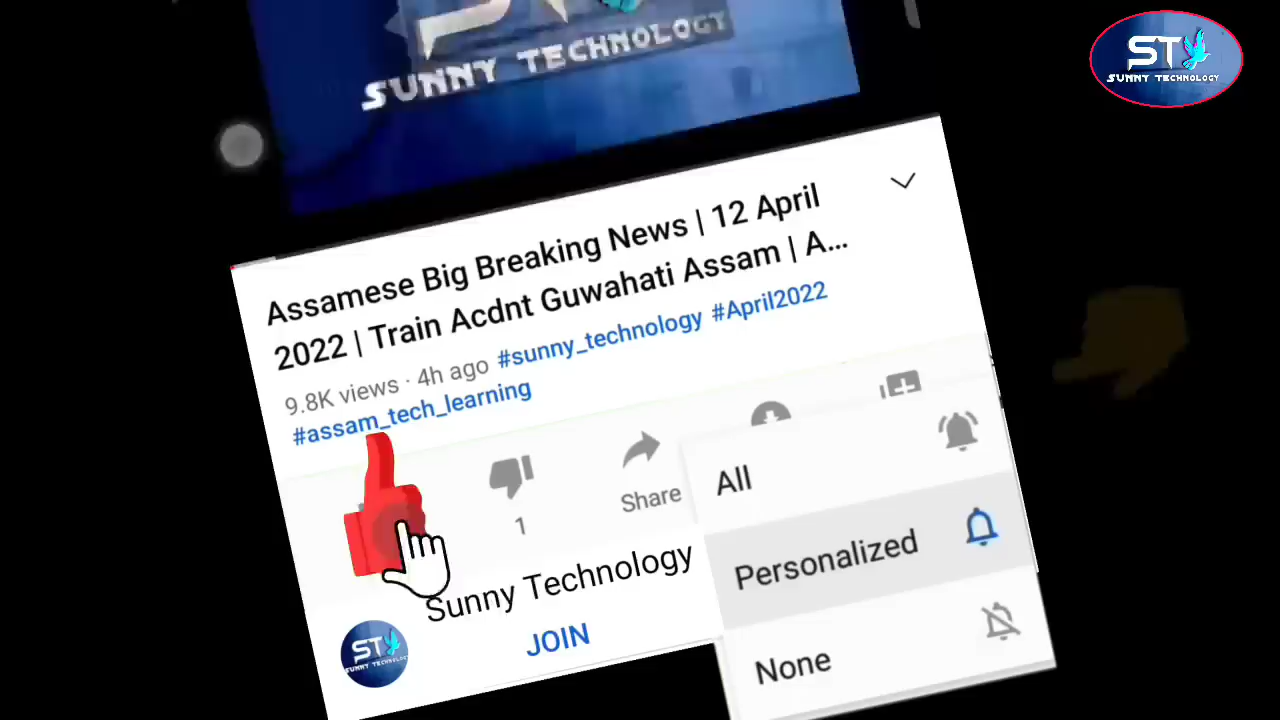 ST
SUNNY TECHNOLOGY
ST
SUNNY TECHNOLOGY
Assamese Big Breaking News | 12 April
2022 | Train Acdnt Guwahati Assam | A...
9.8K views · 4h ago #sunny_technology #April2022
#assam_tech_learning
1
Share
All
Personalized
None
Sunny Technology
JOIN
ST
SUNNY TECHNOLOGY